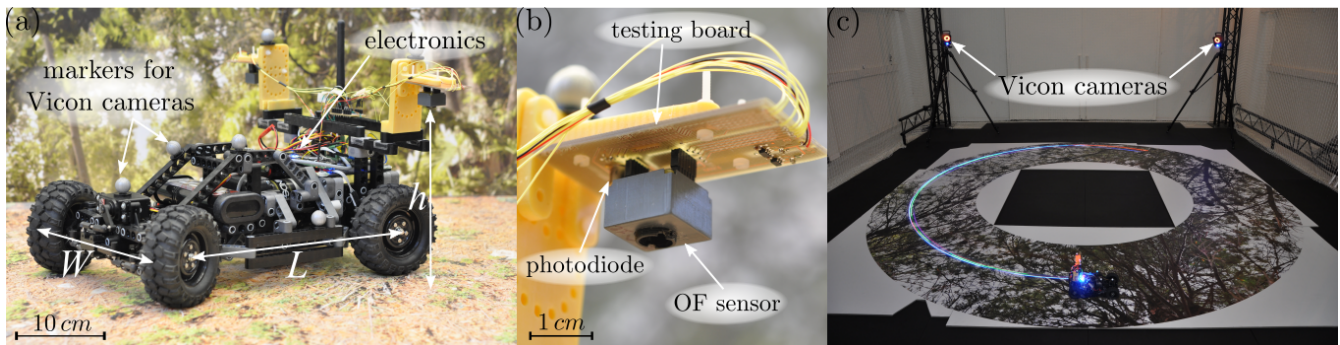 (a)
electronics
markers for
Vicon cameras
h
W
L
10 cm
(b)
testing board
photodiode
OF sensor
1 cm
(c)
Vicon cameras